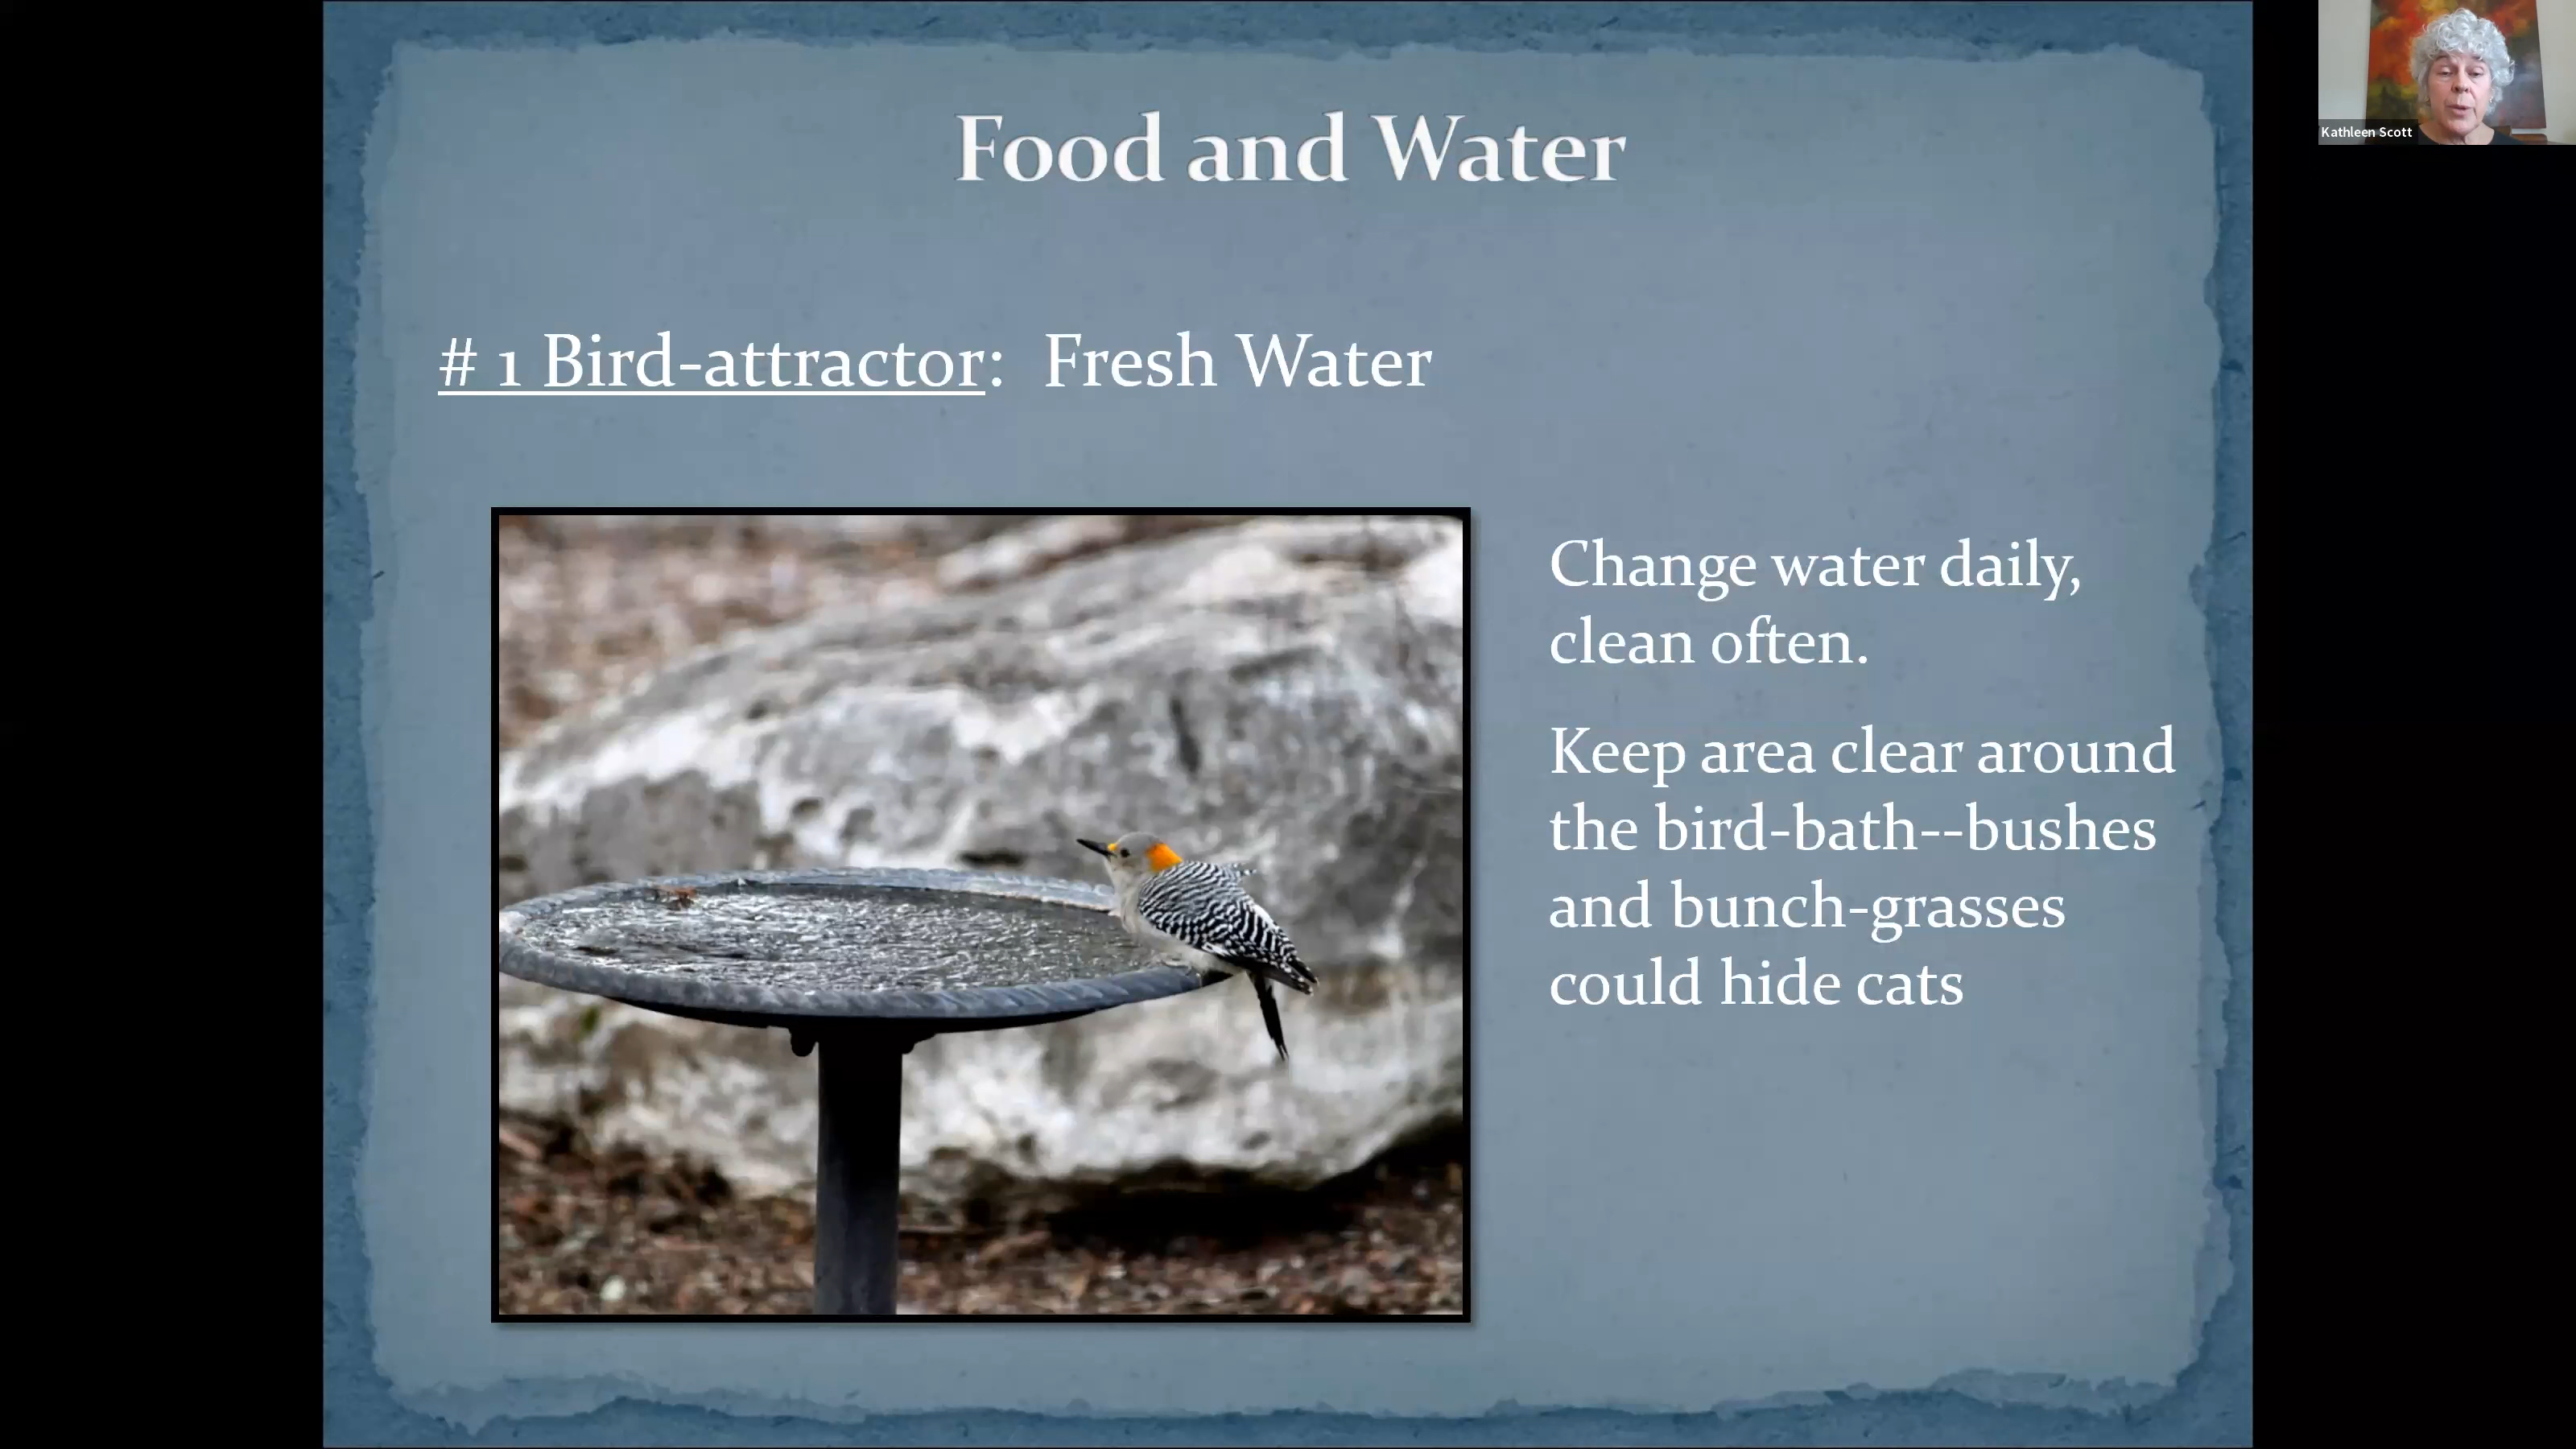 Food and Water
Kathleen Scott
# 1 Bird-attractor: Fresh Water
Change water daily,
clean often.
Keep area clear around
the bird-bath--bushes
and bunch-grasses
could hide cats